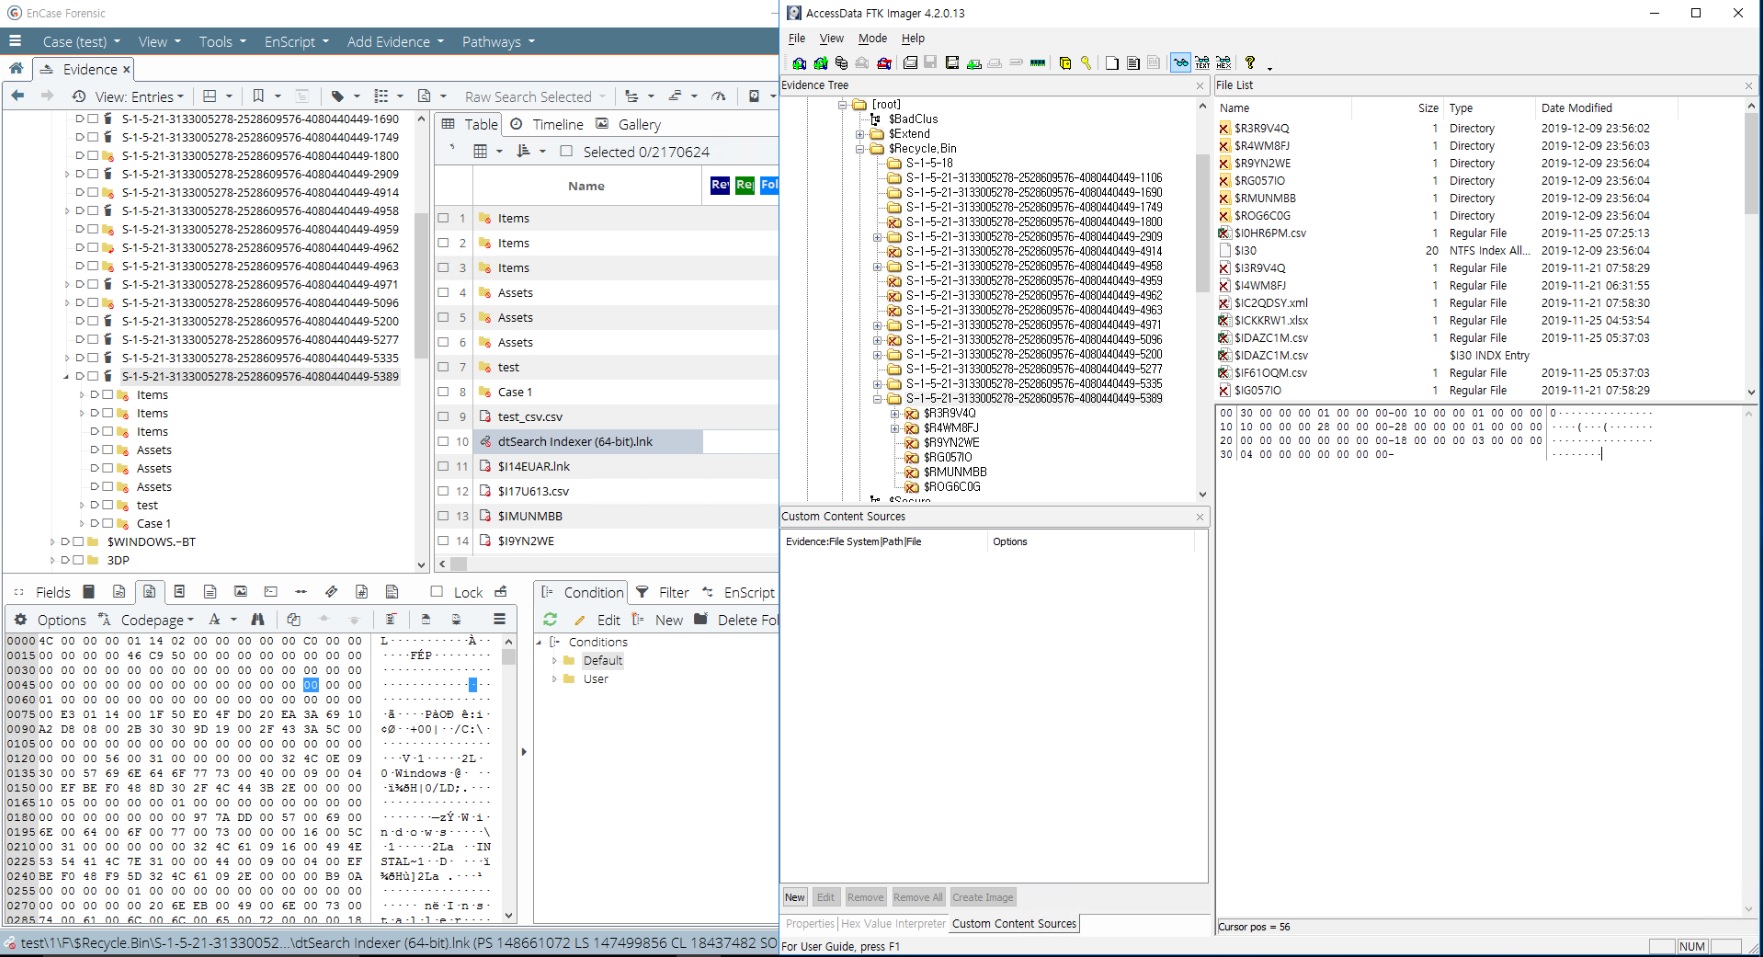 EnCase Forensic
Case (test) View Tools EnScript Add Evidence Pathways
Evidence
View: Entries Raw Search Selected
S-1-5-21-3133005278-2528609576-4080440449-1690
S-1-5-21-3133005278-2528609576-4080440449-1749
S-1-5-21-3133005278-2528609576-4080440449-1800
S-1-5-21-3133005278-2528609576-4080440449-2909
S-1-5-21-3133005278-2528609576-4080440449-4914
S-1-5-21-3133005278-2528609576-4080440449-4958
S-1-5-21-3133005278-2528609576-4080440449-4959
S-1-5-21-3133005278-2528609576-4080440449-4962
S-1-5-21-3133005278-2528609576-4080440449-4963
S-1-5-21-3133005278-2528609576-4080440449-4971
S-1-5-21-3133005278-2528609576-4080440449-5096
S-1-5-21-3133005278-2528609576-4080440449-5200
S-1-5-21-3133005278-2528609576-4080440449-5277
S-1-5-21-3133005278-2528609576-4080440449-5335
S-1-5-21-3133005278-2528609576-4080440449-5389
Items
Items
Items
Assets
Assets
Assets
test
Case 1
$WINDOWS.~BT
3DP
Table Timeline Gallery
Selected 0/2170624
Name Re Re Fol
1 Items
2 Items
3 Items
4 Assets
5 Assets
6 Assets
7 test
8 Case 1
9 test_csv.csv
10 dtSearch Indexer (64-bit).lnk
11 $I14EUAR.lnk
12 $I17U613.csv
13 $IMUNMBB
14 $I9YN2WE
Fields Lock
Options Codepage
0000 4C 00 00 00 01 14 02 00 00 00 00 00 C0 00 00 L············À··
0015 00 00 00 00 46 C9 50 00 00 00 00 00 00 00 00 ····FÉP········
0030 00 00 00 00 00 00 00 00 00 00 00 00 00 00 00
0045 00 00 00 00 00 00 00 00 00 00 00 00 00 00 00
0060 01 00 00 00 00 00 00 00 00 00 00 00 00 00 00
0075 00 E3 01 14 00 1F 50 E0 4F D0 20 EA 3A 69 10 ·ã····PàOÐ ê:i·
0090 A2 D8 08 00 2B 30 30 9D 19 00 2F 43 3A 5C 00 ¢Ø··+00|··/C:\·
0105 00 00 00 00 00 00 00 00 00 00 00 00 00 00 00
0120 00 00 00 56 00 31 00 00 00 00 00 32 4C 0E 09 ···V·1·····2L··
0135 30 00 57 69 6E 64 6F 77 73 00 40 00 09 00 04 0·Windows·@····
0150 00 EF BE F0 48 8D 30 2F 4C 44 3B 2E 00 00 00 ·ï¾ðH|0/LD;.···
0165 10 05 00 00 00 00 01 00 00 00 00 00 00 00 00
0180 00 00 00 00 00 00 00 97 7A DD 00 57 00 69 00 ·······—zÝ·W·i·
0195 6E 00 64 00 6F 00 77 00 73 00 00 00 16 00 5C n·d·o·w·s·····\
0210 00 31 00 00 00 00 00 32 4C 61 09 16 00 49 4E ·1·····2La ··IN
0225 53 54 41 4C 7E 31 00 00 44 00 09 00 04 00 EF STAL~1··D·····ï
0240 BE F0 48 F9 5D 32 4C 61 09 2E 00 00 00 B9 0A ¾ðHù]2La .···¹·
0255 00 00 00 00 01 00 00 00 00 00 00 00 00 00 00
0270 00 00 00 00 00 20 6E EB 00 49 00 6E 00 73 00 ····· në·I·n·s·
0285 74 00 61 00 6C 00 6C 00 65 00 72 00 00 00 18 t·a·l·l·e·r····
Condition Filter EnScript
Edit New Delete Fol
Conditions
Default
User
test\1\F\$Recycle.Bin\S-1-5-21-31330052...\dtSearch Indexer (64-bit).lnk (PS 148661072 LS 147499856 CL 18437482 SO
AccessData FTK Imager 4.2.0.13
File View Mode Help
Evidence Tree
[root]
$BadClus
$Extend
$Recycle.Bin
S-1-5-18
S-1-5-21-3133005278-2528609576-4080440449-1106
S-1-5-21-3133005278-2528609576-4080440449-1690
S-1-5-21-3133005278-2528609576-4080440449-1749
S-1-5-21-3133005278-2528609576-4080440449-1800
S-1-5-21-3133005278-2528609576-4080440449-2909
S-1-5-21-3133005278-2528609576-4080440449-4914
S-1-5-21-3133005278-2528609576-4080440449-4958
S-1-5-21-3133005278-2528609576-4080440449-4959
S-1-5-21-3133005278-2528609576-4080440449-4962
S-1-5-21-3133005278-2528609576-4080440449-4963
S-1-5-21-3133005278-2528609576-4080440449-4971
S-1-5-21-3133005278-2528609576-4080440449-5096
S-1-5-21-3133005278-2528609576-4080440449-5200
S-1-5-21-3133005278-2528609576-4080440449-5277
S-1-5-21-3133005278-2528609576-4080440449-5335
S-1-5-21-3133005278-2528609576-4080440449-5389
$R3R9V4Q
$R4WM8FJ
$R9YN2WE
$RG057IO
$RMUNMBB
$ROG6C0G
$Secure
Custom Content Sources
Evidence:File System|Path|File Options
New Edit Remove Remove All Create Image
Properties Hex Value Interpreter Custom Content Sources
For User Guide, press F1
File List
Name Size Type Date Modified
$R3R9V4Q 1 Directory 2019-12-09 23:56:02
$R4WM8FJ 1 Directory 2019-12-09 23:56:03
$R9YN2WE 1 Directory 2019-12-09 23:56:04
$RG057IO 1 Directory 2019-12-09 23:56:04
$RMUNMBB 1 Directory 2019-12-09 23:56:04
$ROG6C0G 1 Directory 2019-12-09 23:56:04
$I0HR6PM.csv 1 Regular File 2019-11-25 07:25:13
$I30 20 NTFS Index All... 2019-12-09 23:56:04
$I3R9V4Q 1 Regular File 2019-11-21 07:58:29
$I4WM8FJ 1 Regular File 2019-11-21 06:31:55
$IC2QDSY.xml 1 Regular File 2019-11-21 07:58:30
$ICKKRW1.xlsx 1 Regular File 2019-11-25 04:53:54
$IDAZC1M.csv 1 Regular File 2019-11-25 05:37:03
$IDAZC1M.csv $I30 INDX Entry
$IF61OQM.csv 1 Regular File 2019-11-25 05:37:03
$IG057IO 1 Regular File 2019-11-21 07:58:29
00 30 00 00 00 01 00 00 00-00 10 00 00 01 00 00 00 0···············
10 10 00 00 00 28 00 00 00-28 00 00 00 01 00 00 00 ····(···(·······
20 00 00 00 00 00 00 00 00-18 00 00 00 03 00 00 00
30 04 00 00 00 00 00 00 00-
Cursor pos = 56
NUM